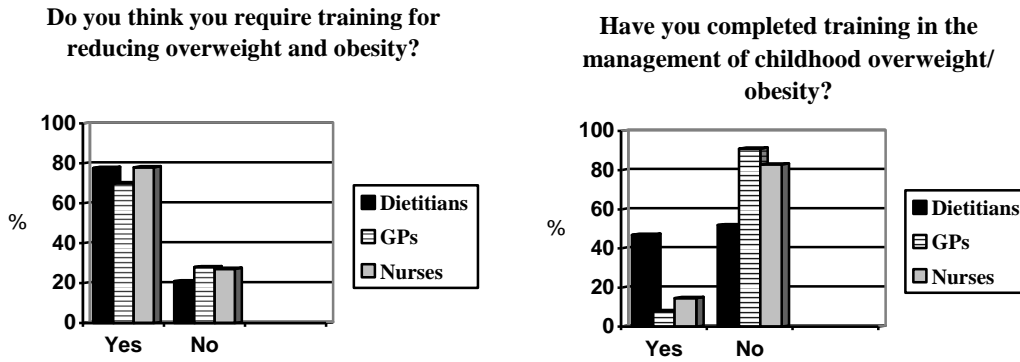 Do you think you require training for
reducing overweight and obesity?
100
80
60
40
20
0
%
Yes
No
Dietitians
GPs
Nurses
Have you completed training in the
management of childhood overweight/
obesity?
100
80
60
40
20
0
%
Yes
No
Dietitians
GPs
Nurses